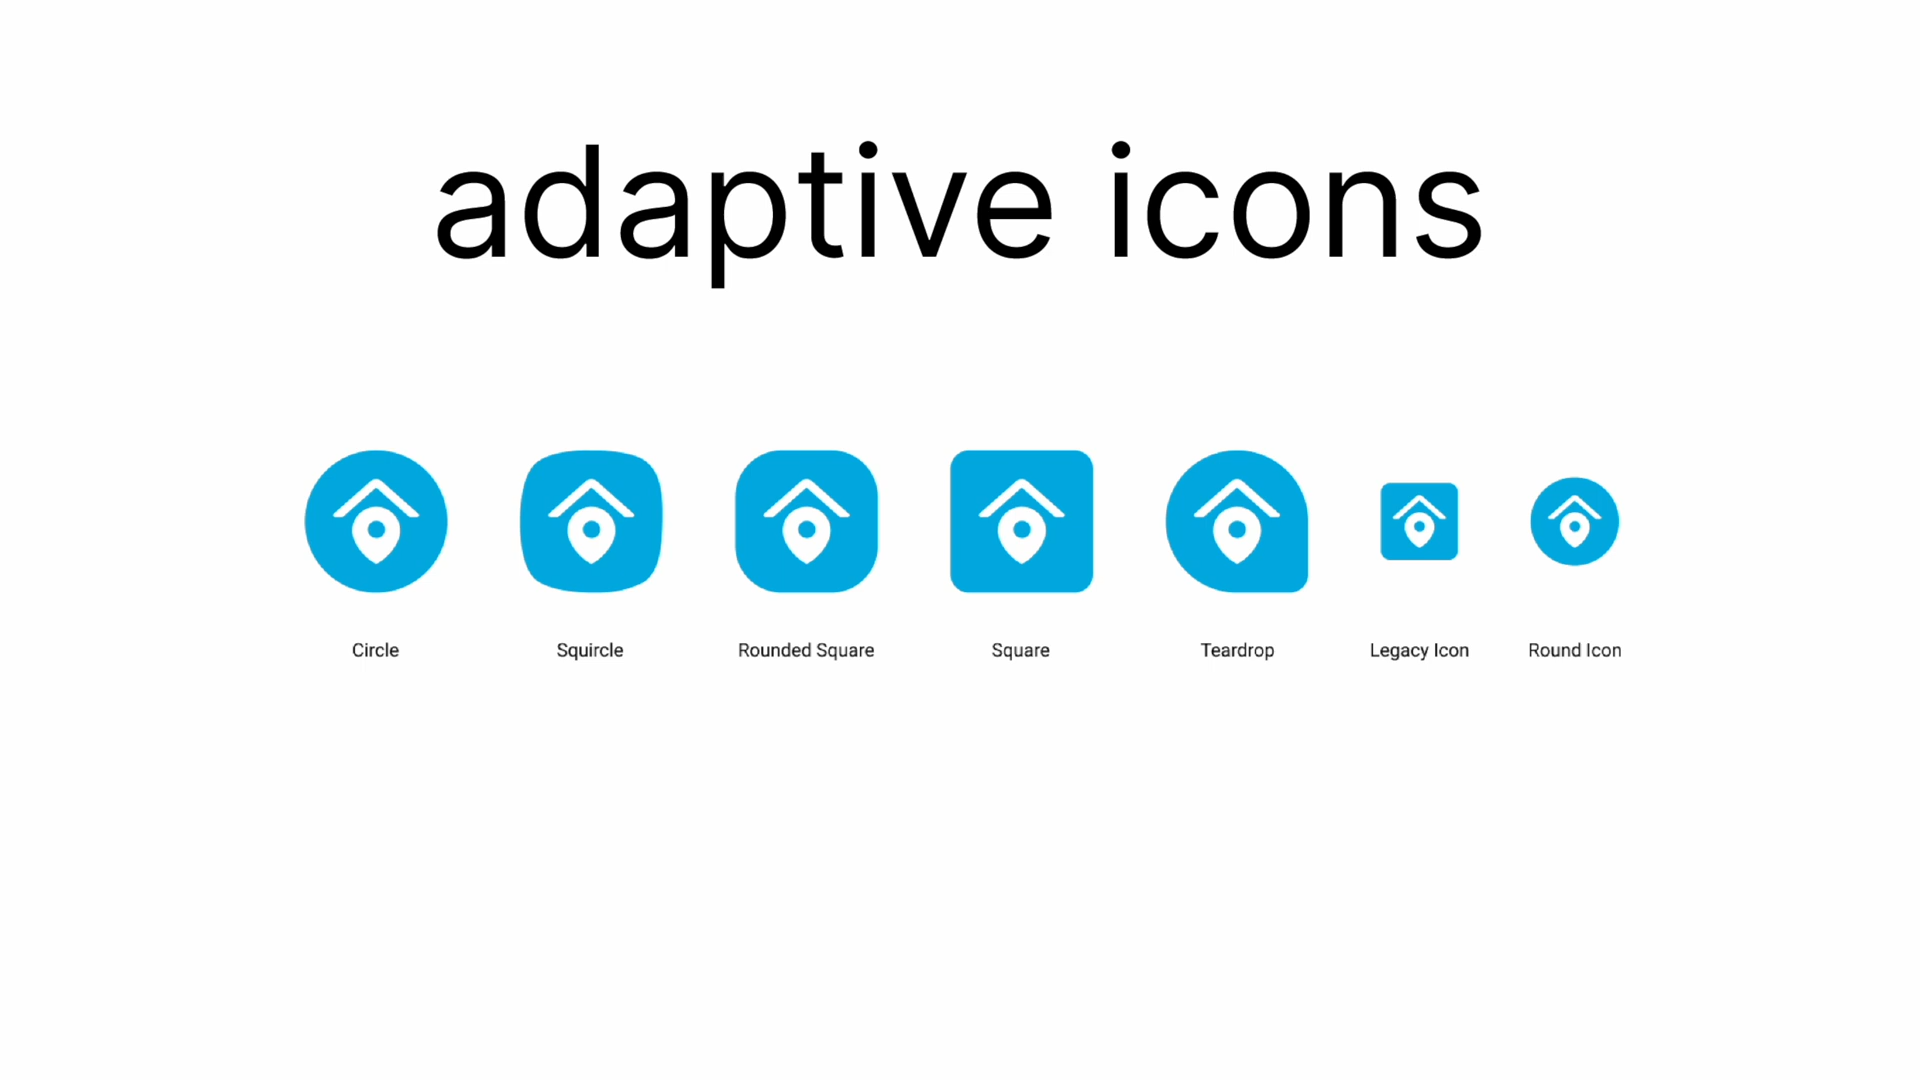 adaptive icons
Circle
Squircle
Rounded Square
Square
Teardrop
Legacy Icon
Round Icon